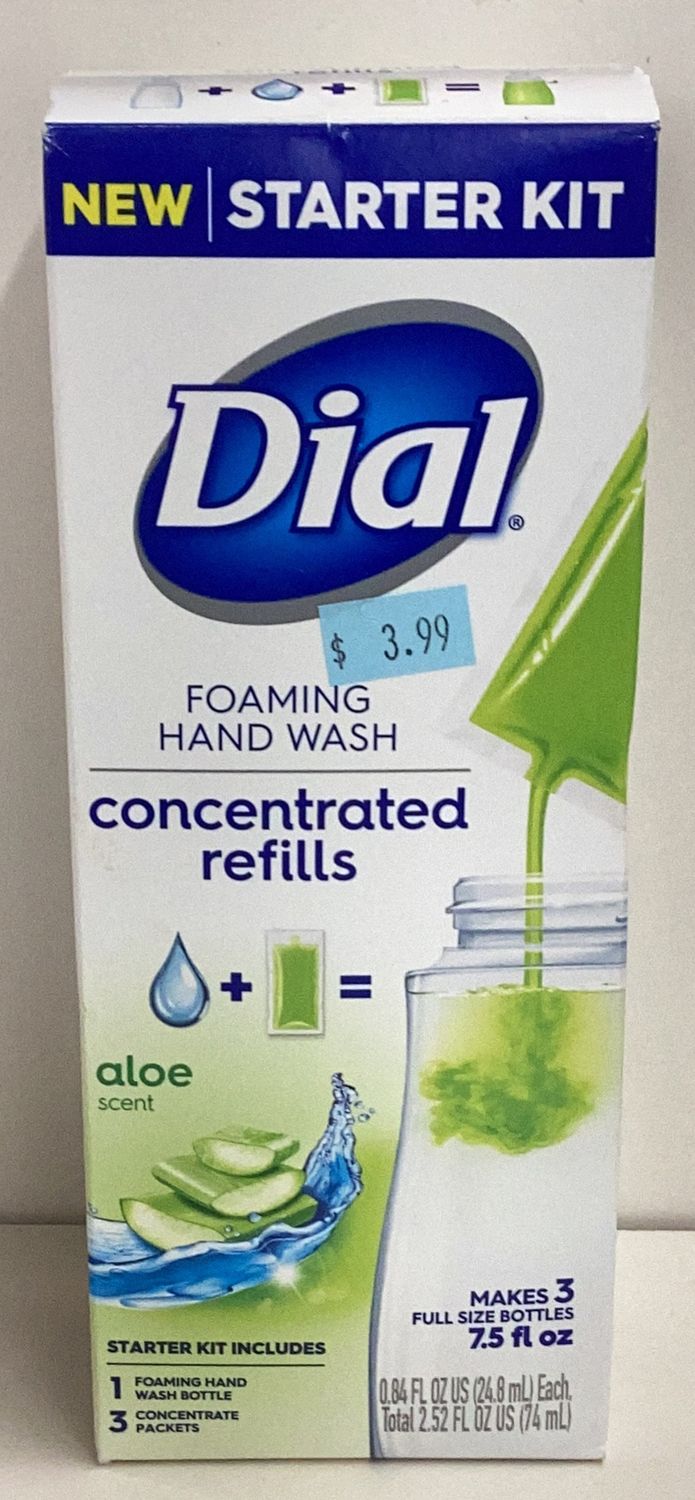 NEW | STARTER KIT
Dial®
$ 3.99
FOAMING
HAND WASH
concentrated
refills
+ =
aloe
scent
MAKES 3
FULL SIZE BOTTLES
7.5 fl oz
STARTER KIT INCLUDES
1 FOAMING HAND
WASH BOTTLE
3 CONCENTRATE
PACKETS
0.84 FL OZ US (24.8 mL) Each,
Total 2.52 FL OZ US (74 mL)